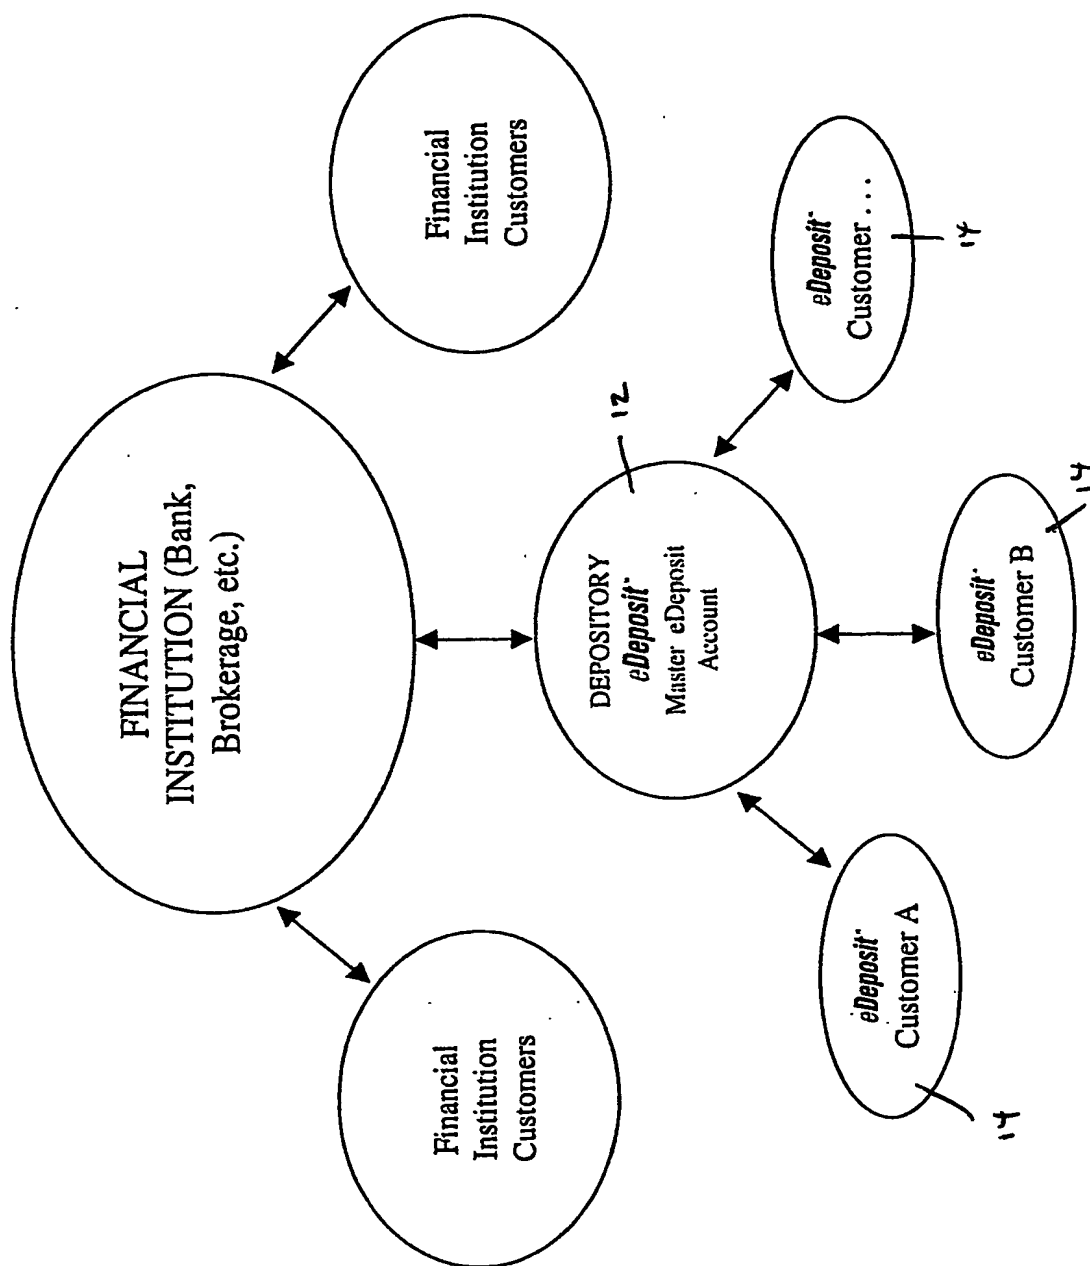 FINANCIAL
INSTITUTION (Bank,
Brokerage, etc.)
Financial
Institution
Customers
Financial
Institution
Customers
DEPOSITORY
eDeposit
Master eDeposit
Account
12
eDeposit
Customer A
14
eDeposit
Customer B
14
eDeposit
Customer...
14